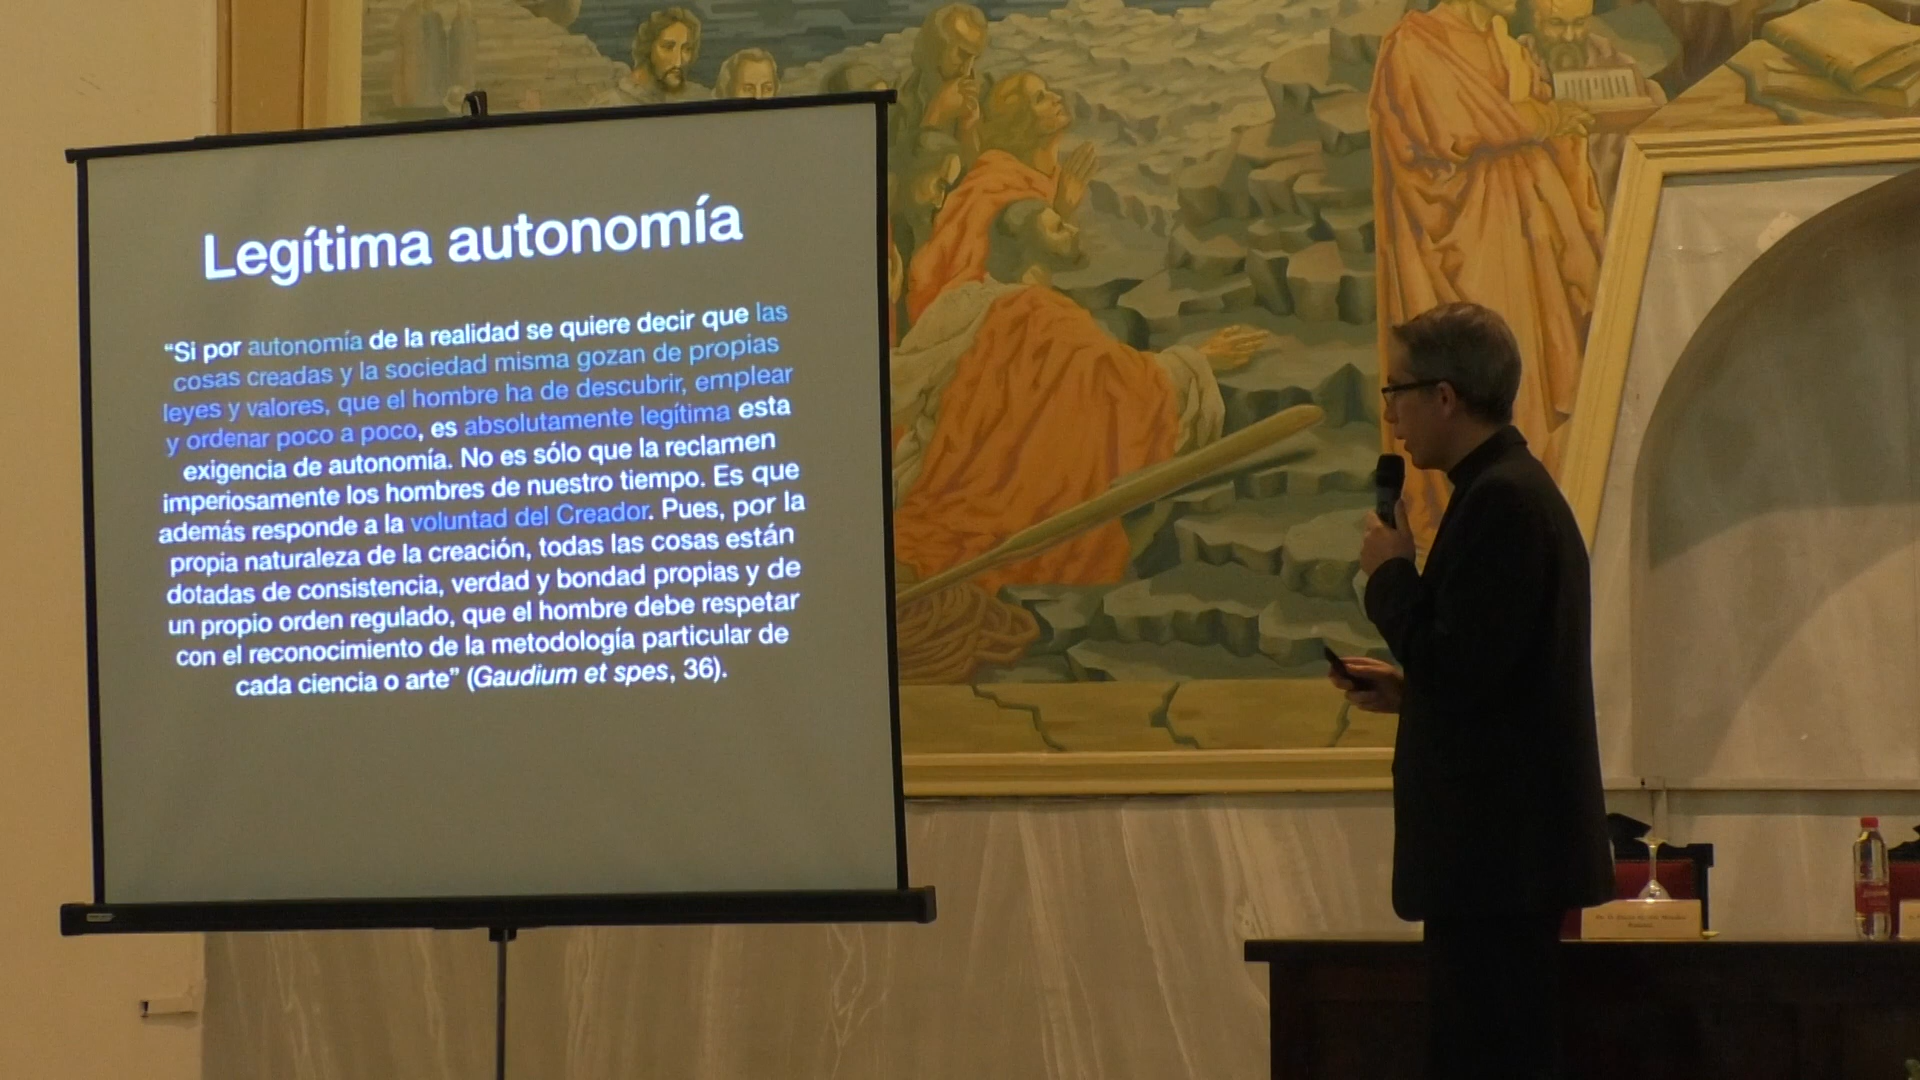 Legítima autonomía
“Si por autonomía de la realidad se quiere decir que las
cosas creadas y la sociedad misma gozan de propias
leyes y valores, que el hombre ha de descubrir, emplear
y ordenar poco a poco, es absolutamente legítima esta
exigencia de autonomía. No es sólo que la reclamen
imperiosamente los hombres de nuestro tiempo. Es que
además responde a la voluntad del Creador. Pues, por la
propia naturaleza de la creación, todas las cosas están
dotadas de consistencia, verdad y bondad propias y de
un propio orden regulado, que el hombre debe respetar
con el reconocimiento de la metodología particular de
cada ciencia o arte” (Gaudium et spes, 36).